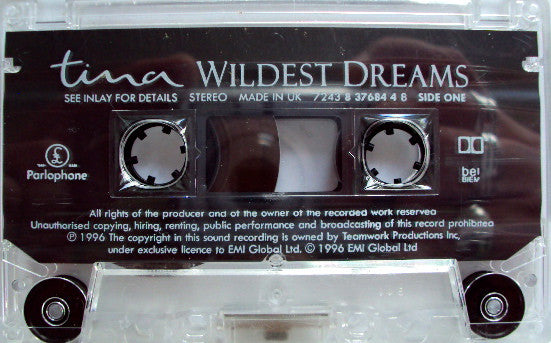 tina WILDEST DREAMS
SEE INLAY FOR DETAILS STEREO MADE IN UK 7243 8 37684 4 8 SIDE ONE
£
Parlophone
bel
BIEM
All rights of the producer and of the owner of the recorded work reserved
Unauthorised copying, hiring, renting, public performance and broadcasting of this record prohibited
℗ 1996 The copyright in this sound recording is owned by Teamwork Productions Inc,
under exclusive licence to EMI Global Ltd. © 1996 EMI Global Ltd